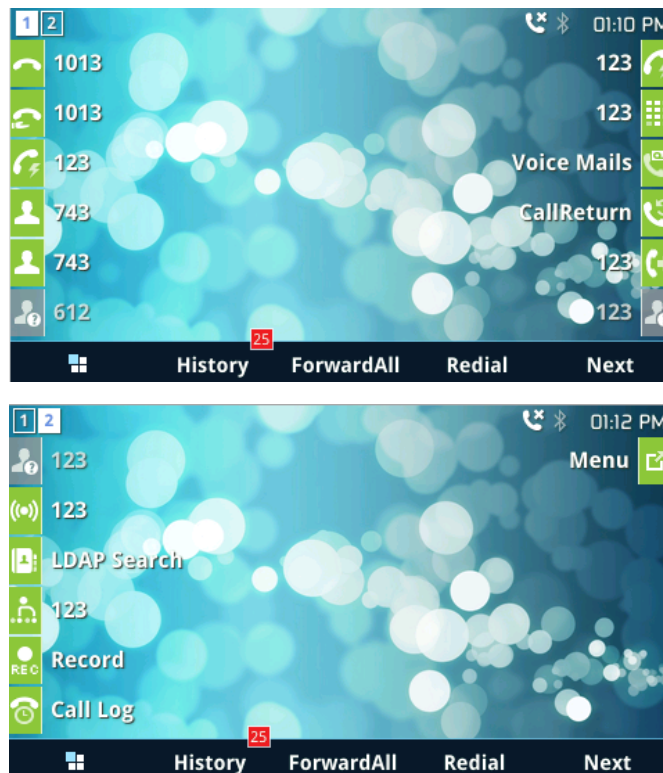 1 2 01:10 PM
1013 123
1013 123
123 Voice Mails
743 CallReturn
743 123
612 123
25
History ForwardAll Redial Next
1 2 01:12 PM
123 Menu
123
LDAP Search
123
REC Record
Call Log
25
History ForwardAll Redial Next